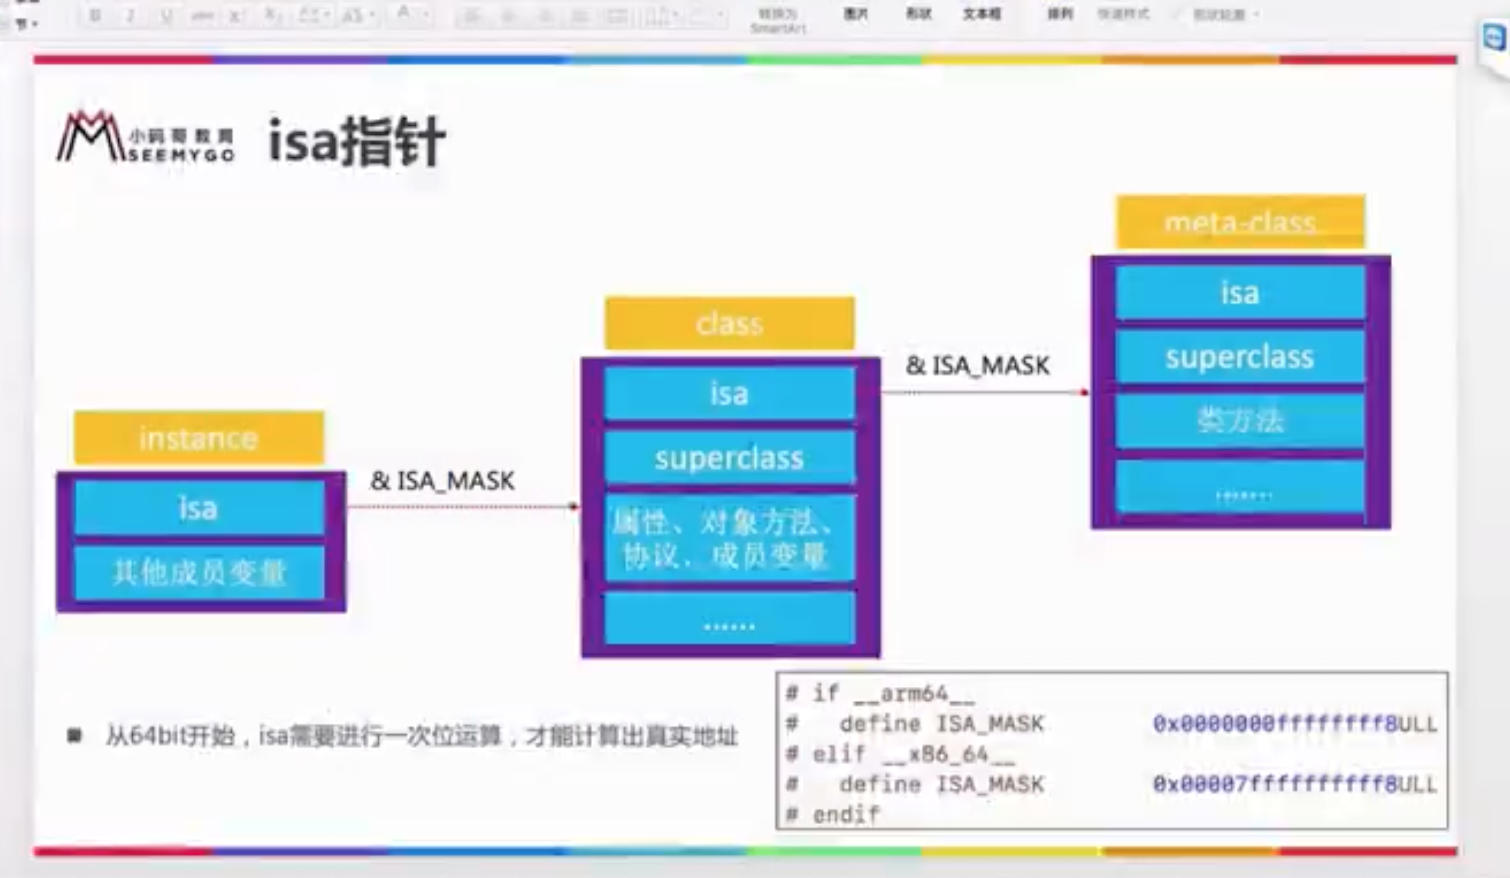 转换为
SmartArt
图片
形状
文本框
排列
快速样式
形状轮廓
小码哥教育
SEEMYGO
isa指针
meta-class
isa
superclass
类方法
.......
class
isa
superclass
属性、对象方法、
协议、成员变量
......
& ISA_MASK
instance
isa
其他成员变量
& ISA_MASK
■ 从64bit开始，isa需要进行一次位运算，才能计算出真实地址
# if __arm64__
#   define ISA_MASK        0x0000000ffffffff8ULL
# elif __x86_64__
#   define ISA_MASK        0x00007ffffffffff8ULL
# endif